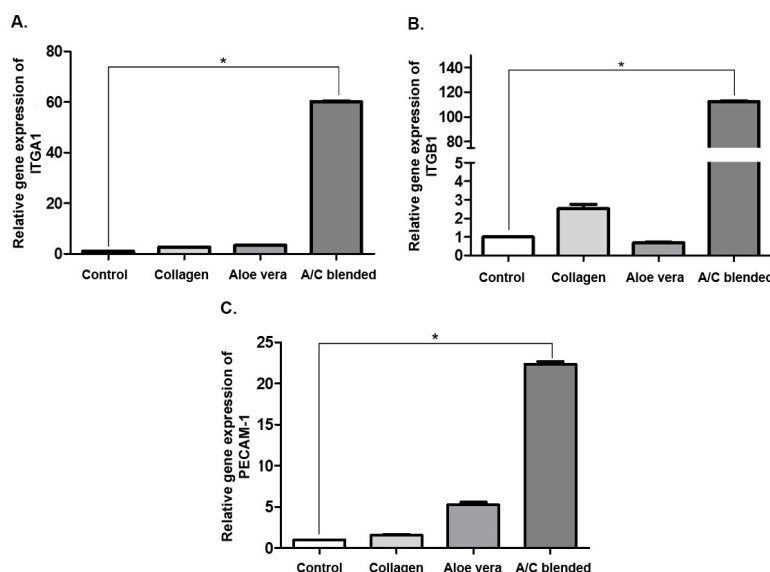 A.
Relative gene expression of
ITGA1
80
60
40
20
0
*
Control Collagen Aloe vera A/C blended
B.
Relative gene expression of
ITGB1
140
120
100
80
5
4
3
2
1
0
*
Control Collagen Aloe vera A/C blended
C.
Relative gene expression of
PECAM-1
25
20
15
10
5
0
*
Control Collagen Aloe vera A/C blended